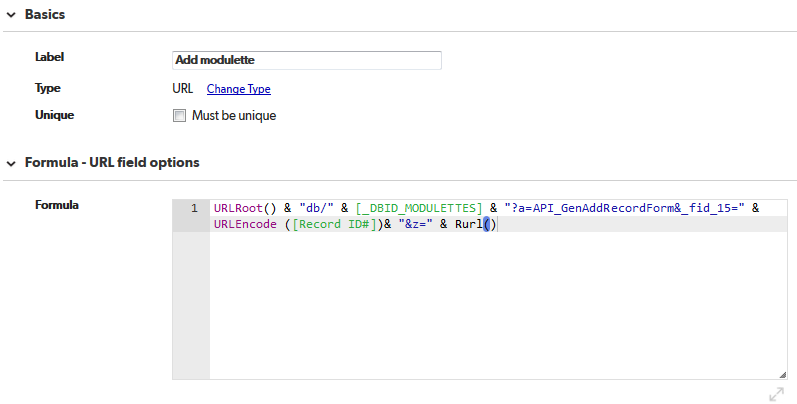 Basics
Label
Add modulette
Type
URL Change Type
Unique
Must be unique
Formula - URL field options
Formula
1 URLRoot() & "db/" & [_DBID_MODULETTES] & "?a=API_GenAddRecordForm&_fid_15=" &
URLEncode ([Record ID#])& "&z=" & Rurl()